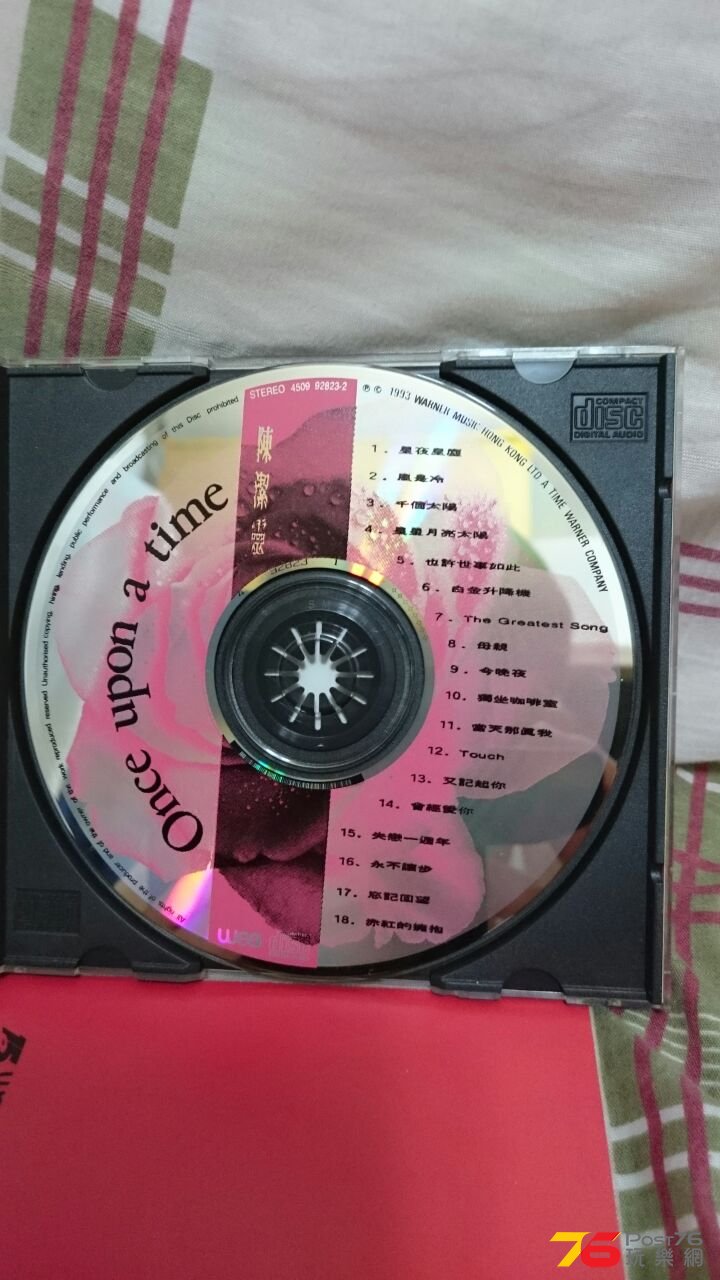 STEREO 4509 92823-2
℗ © 1993 WARNER MUSIC HONG KONG LTD A TIME WARNER COMPANY
COMPACT
disc
DIGITAL AUDIO
陳潔靈
Once upon a time
1. 星夜星塵
2. 風是冷
3. 千個太陽
4. 星星月亮太陽
5. 也許世事如此
6. 白金升降機
7. The Greatest Song
8. 母親
9. 今晚夜
10. 獨坐咖啡室
11. 當天那真我
12. Touch
13. 又記起你
14. 曾經愛你
15. 失戀一週年
16. 永不讓步
17. 忘記回望
18. 赤紅的擁抱
All rights of the producer and of the owner of the work reproduced reserved Unauthorised copying, hiring, lending, public performance and broadcasting of this Disc prohibited
wea
disc
76 Post76
玩樂網